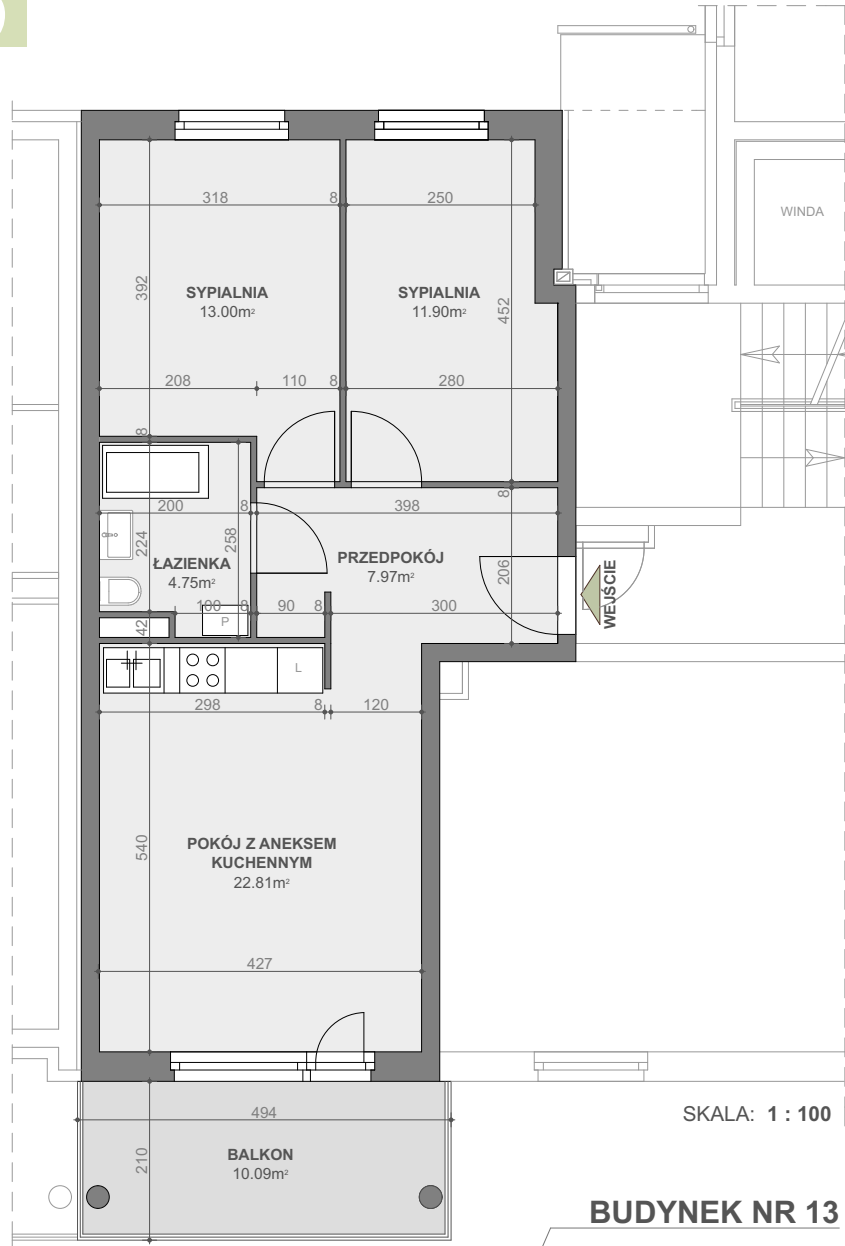 WINDA
318
8
250
392
SYPIALNIA
13.00m²
SYPIALNIA
11.90m²
452
208
110
8
280
8
200
8
398
8
224
258
ŁAZIENKA
4.75m²
PRZEDPOKÓJ
7.97m²
206
WEJŚCIE
100
8
90
8
300
P
42
L
298
8
120
540
POKÓJ Z ANEKSEM
KUCHENNYM
22.81m²
427
494
SKALA: 1 : 100
210
BALKON
10.09m²
BUDYNEK NR 13